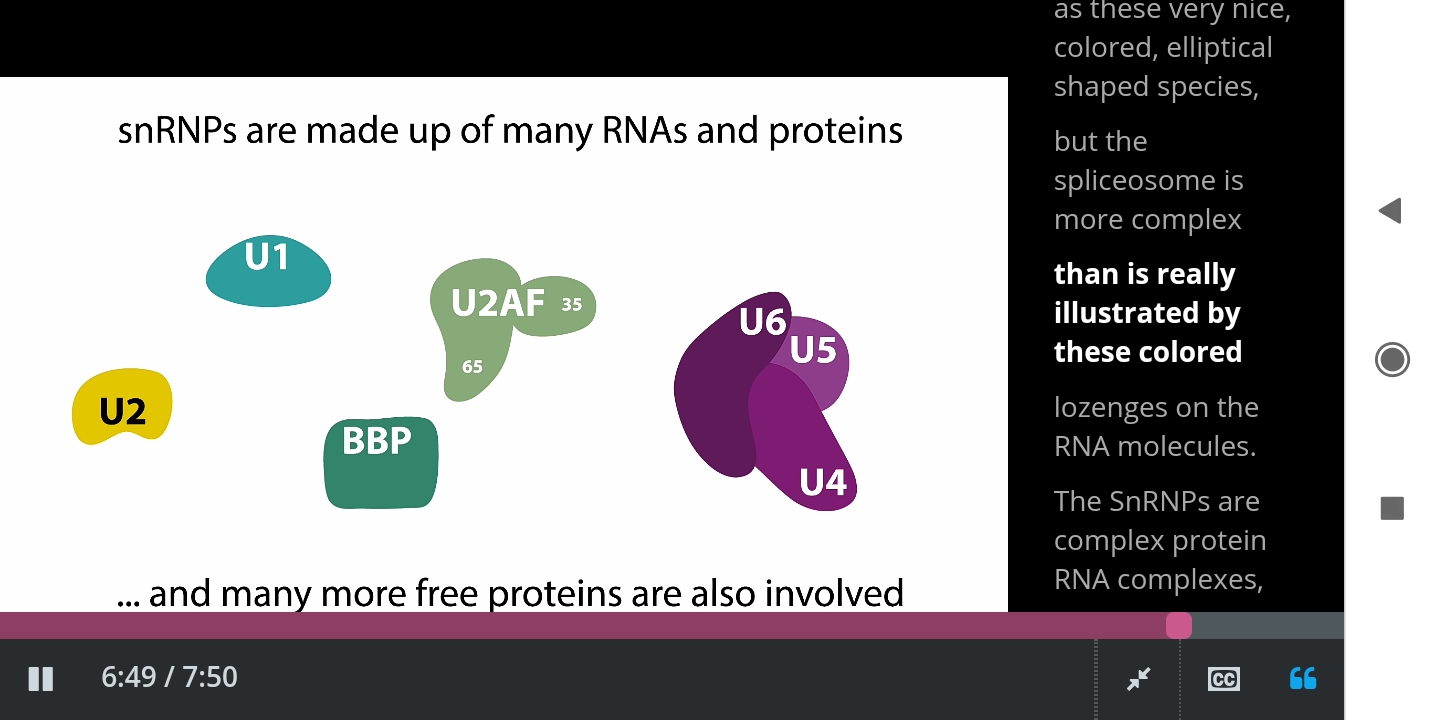 snRNPs are made up of many RNAs and proteins
U1
U2AF 35
65
U2
BBP
U6
U5
U4
... and many more free proteins are also involved
as these very nice,
colored, elliptical
shaped species,
but the
spliceosome is
more complex
than is really
illustrated by
these colored
lozenges on the
RNA molecules.
The SnRNPs are
complex protein
RNA complexes,
6:49 / 7:50
CC